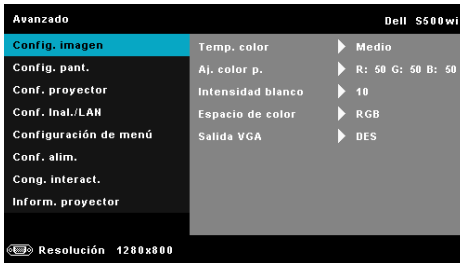 Avanzado Dell S500wi
Config. imagen Temp. color Medio
Config. pant. Aj. color p. R: 50 G: 50 B: 50
Conf. proyector Intensidad blanco 10
Conf. Inal./LAN Espacio de color RGB
Configuración de menú Salida VGA DES
Conf. alim.
Cong. interact.
Inform. proyector
Resolución 1280x800